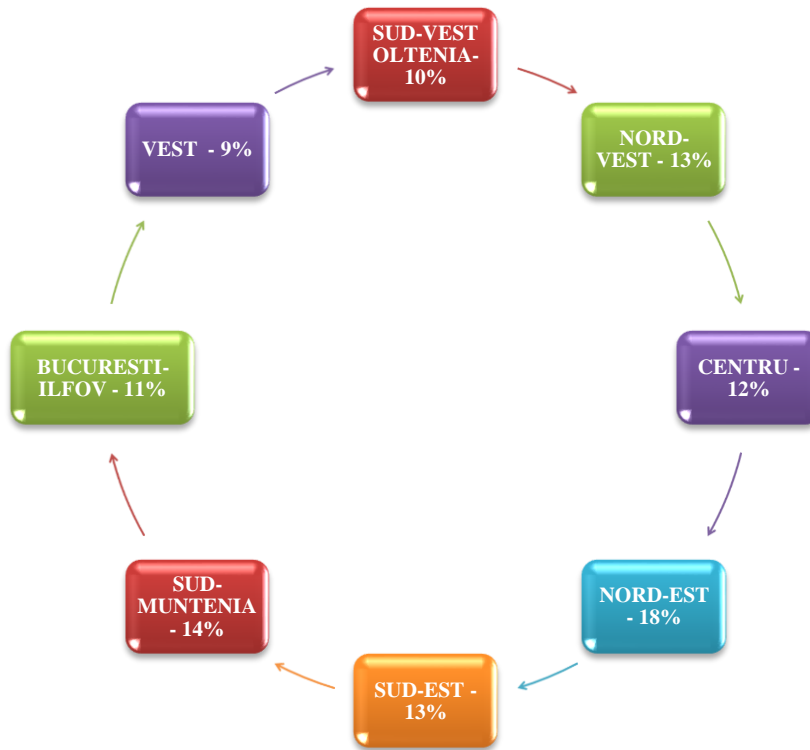 SUD-VEST
OLTENIA-
10%
NORD-
VEST - 13%
CENTRU -
12%
NORD-EST
- 18%
SUD-EST -
13%
SUD-
MUNTENIA
- 14%
BUCURESTI-
ILFOV - 11%
VEST - 9%